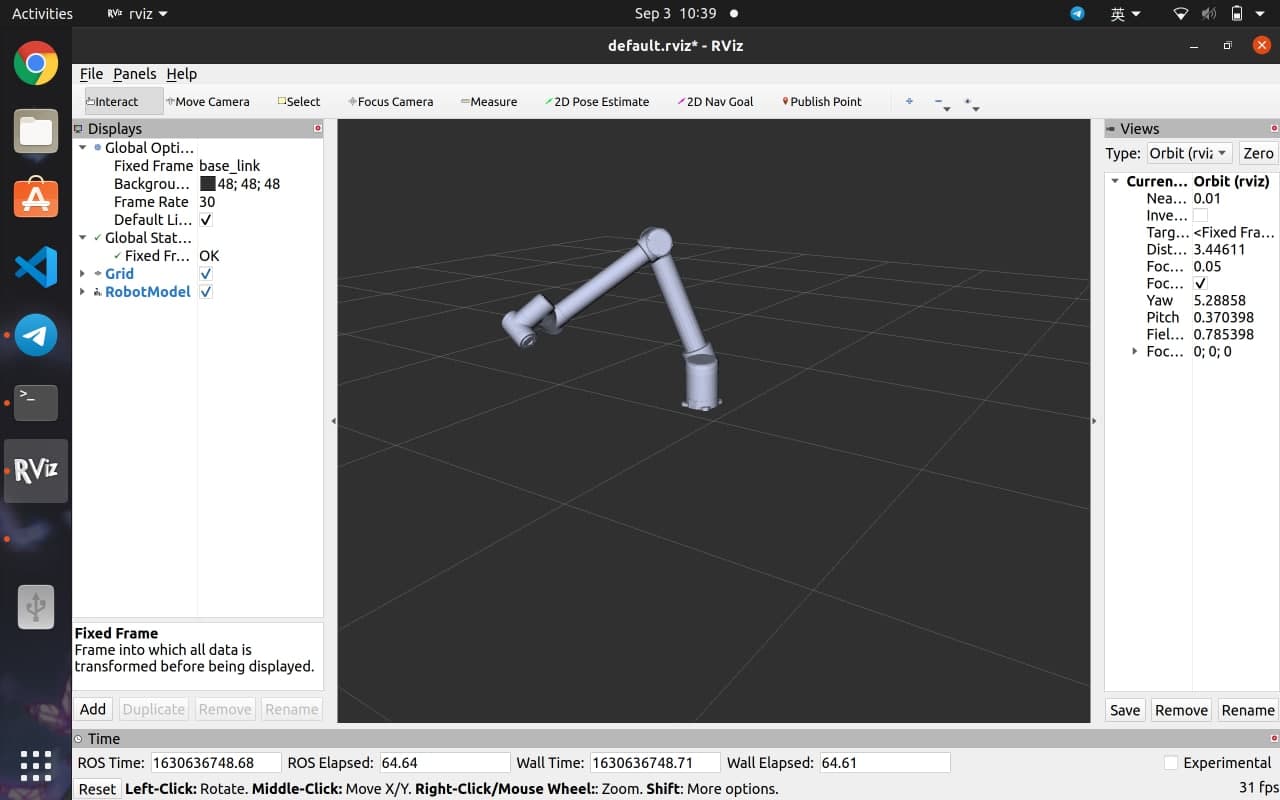 Activities RViz rviz Sep 3 10:39 英
default.rviz* - RViz
File Panels Help
Interact Move Camera Select Focus Camera Measure 2D Pose Estimate 2D Nav Goal Publish Point
Displays
Global Opti...
Fixed Frame base_link
Backgrou... 48; 48; 48
Frame Rate 30
Default Li...
Global Stat...
Fixed Fr... OK
Grid
RobotModel
Fixed Frame
Frame into which all data is
transformed before being displayed.
Add Duplicate Remove Rename
Views
Type: Orbit (rviz Zero
Curren... Orbit (rviz)
Nea... 0.01
Inve...
Targ... <Fixed Fra...
Dist... 3.44611
Foc... 0.05
Foc...
Yaw 5.28858
Pitch 0.370398
Fiel... 0.785398
Foc... 0; 0; 0
Save Remove Rename
RViz
Time
ROS Time: 1630636748.68 ROS Elapsed: 64.64 Wall Time: 1630636748.71 Wall Elapsed: 64.61 Experimental
Reset Left-Click: Rotate. Middle-Click: Move X/Y. Right-Click/Mouse Wheel:: Zoom. Shift: More options. 31 fps